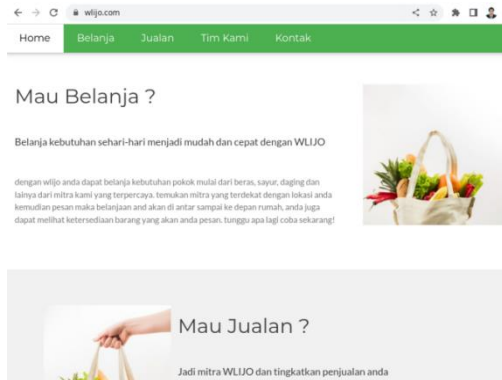 wlijo.com
Home Belanja Jualan Tim Kami Kontak
Mau Belanja ?
Belanja kebutuhan sehari-hari menjadi mudah dan cepat dengan WLIJO
dengan wlijo anda dapat belanja kebutuhan pokok mulai dari beras, sayur, daging dan
lainya dari mitra kami yang terpercaya. temukan mitra yang terdekat dengan lokasi anda
kemudian pesan maka belanjaan and akan di antar sampai ke depan rumah, anda juga
dapat melihat ketersediaan barang yang akan anda pesan. tunggu apa lagi coba sekarang!
Mau Jualan ?
Jadi mitra WLIJO dan tingkatkan penjualan anda